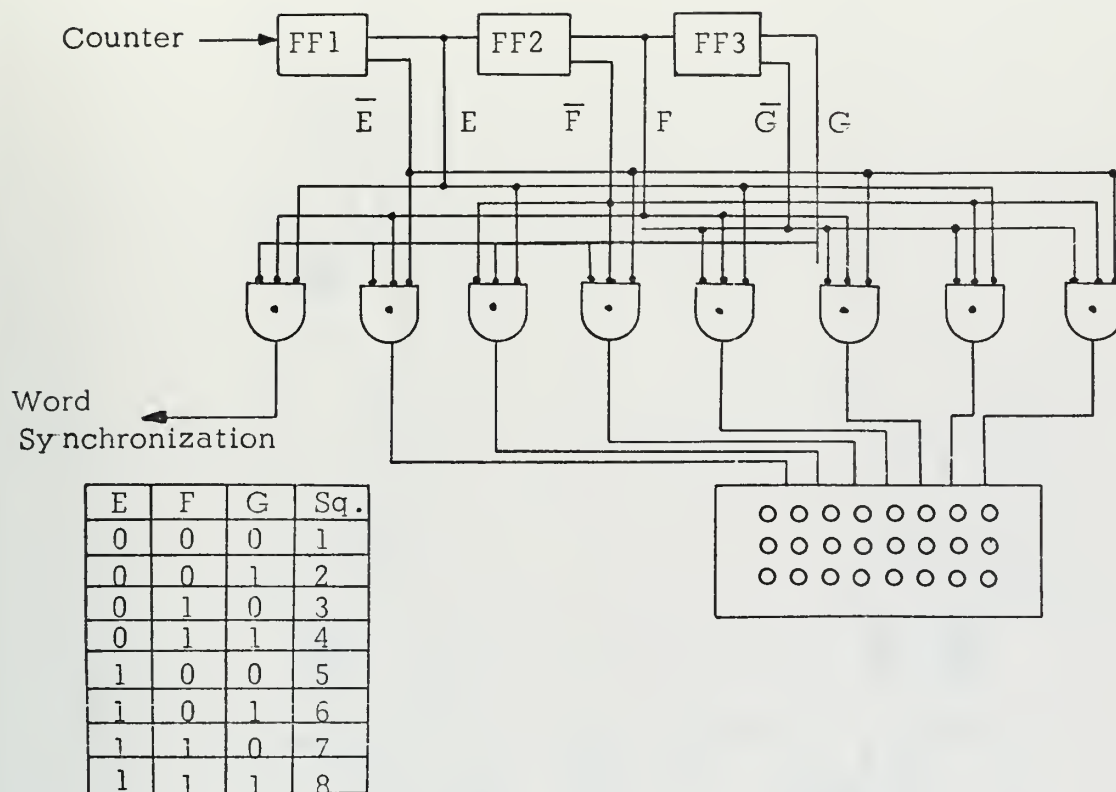 Counter FF1 FF2 FF3
E̅ E F̅ F G̅ G
Word
Synchronization
E F G Sq.
0 0 0 1
0 0 1 2
0 1 0 3
0 1 1 4
1 0 0 5
1 0 1 6
1 1 0 7
1 1 1 8